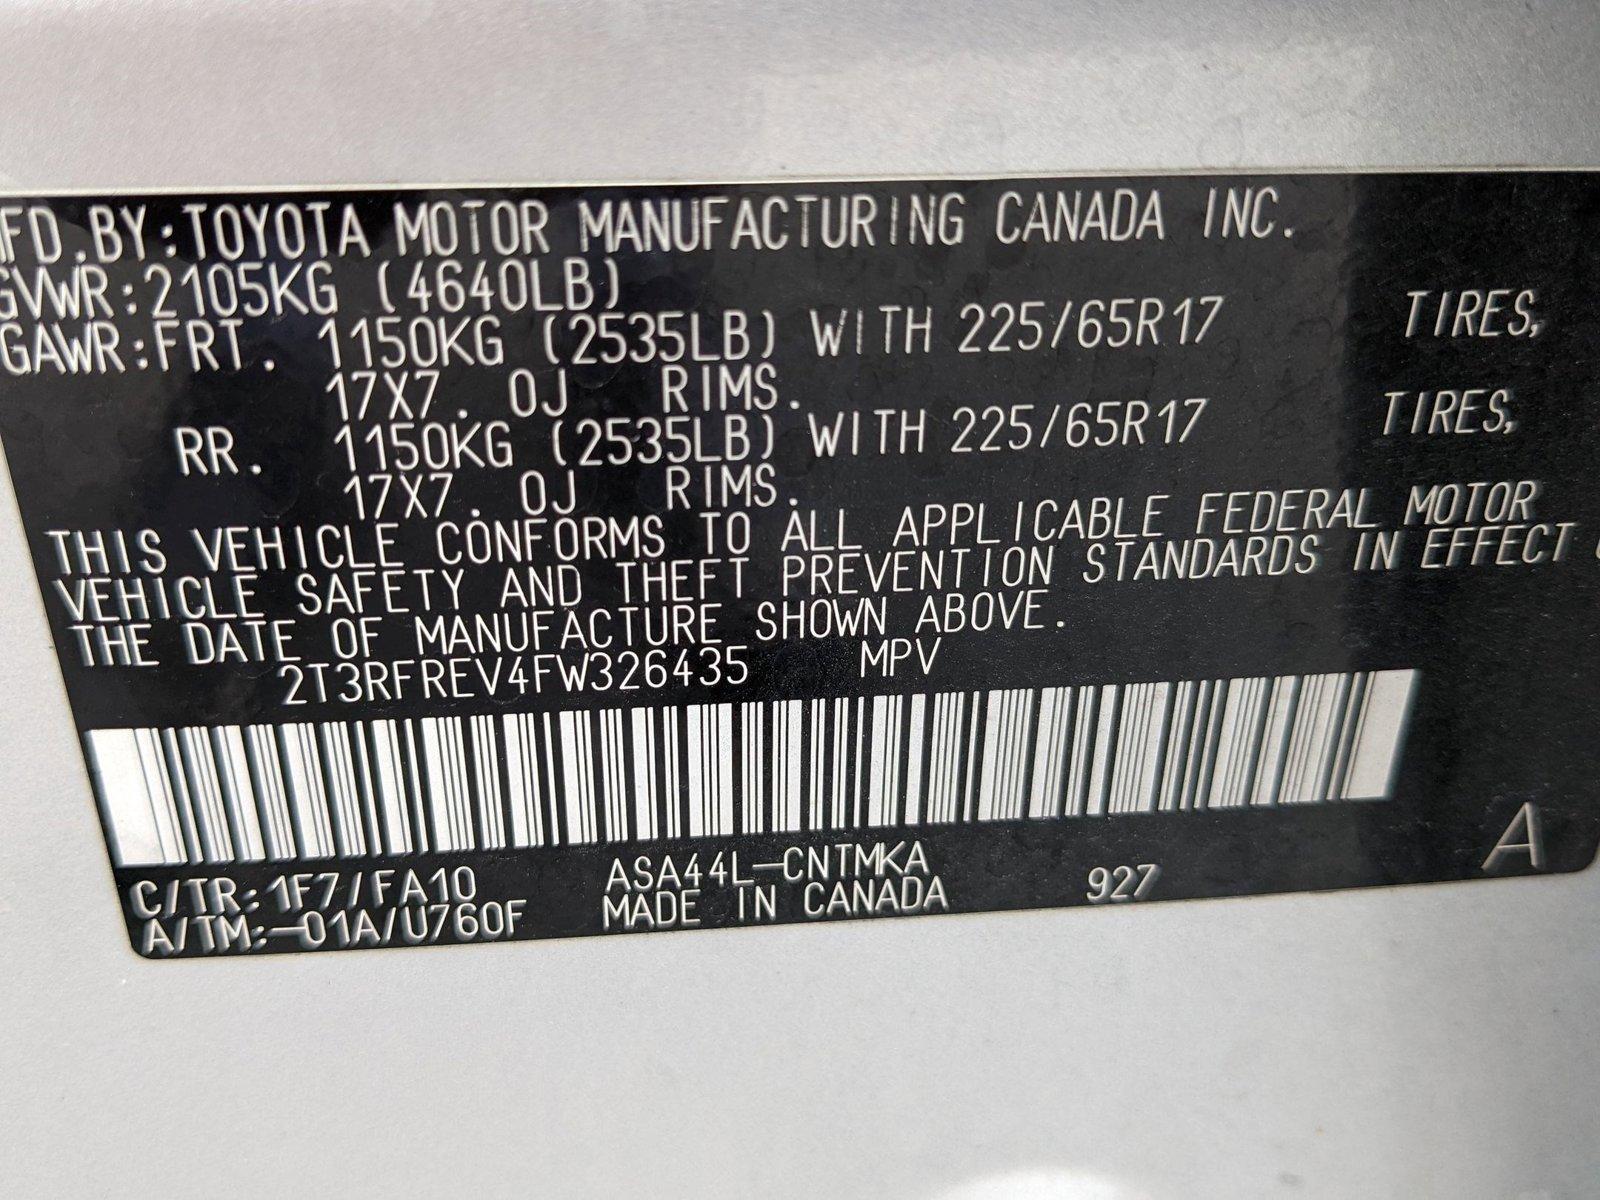 FD.BY:TOYOTA MOTOR MANUFACTURING CANADA INC.
GVWR:2105KG (4640LB)
GAWR:FRT. 1150KG (2535LB) WITH 225/65R17 TIRES,
17X7.0J RIMS.
RR. 1150KG (2535LB) WITH 225/65R17 TIRES,
17X7.0J RIMS.
THIS VEHICLE CONFORMS TO ALL APPLICABLE FEDERAL MOTOR
VEHICLE SAFETY AND THEFT PREVENTION STANDARDS IN EFFECT
THE DATE OF MANUFACTURE SHOWN ABOVE.
2T3RFREV4FW326435 MPV
C/TR:1F7/FA10 ASA44L-CNTMKA 927 A
A/TM:-01A/U760F MADE IN CANADA